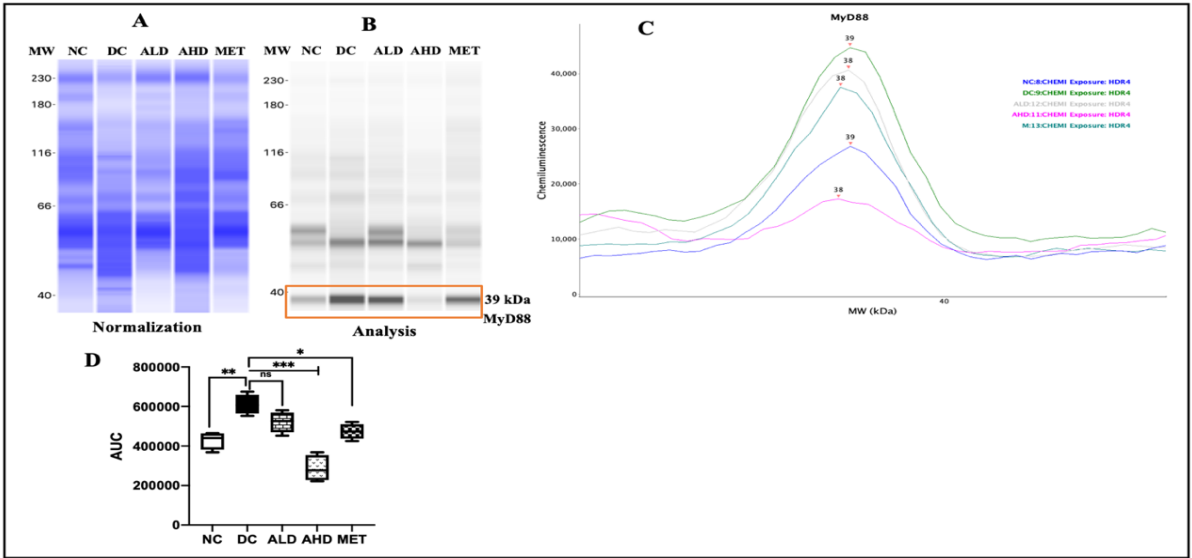 A
MW NC DC ALD AHD MET
230
180
116
66
40
Normalization
B
MW NC DC ALD AHD MET
230
180
116
66
40
39 kDa
MyD88
Analysis
C
MyD88
39
38
38
39
38
NC:8:CHEMI Exposure: HDR4
DC:9:CHEMI Exposure: HDR4
ALD:12:CHEMI Exposure: HDR4
AHD:11:CHEMI Exposure: HDR4
M:13:CHEMI Exposure: HDR4
Chemiluminescence
40,000
30,000
20,000
10,000
0
40
MW (kDa)
D
*
***
** ns
AUC
800000
600000
400000
200000
0
NC DC ALD AHD MET